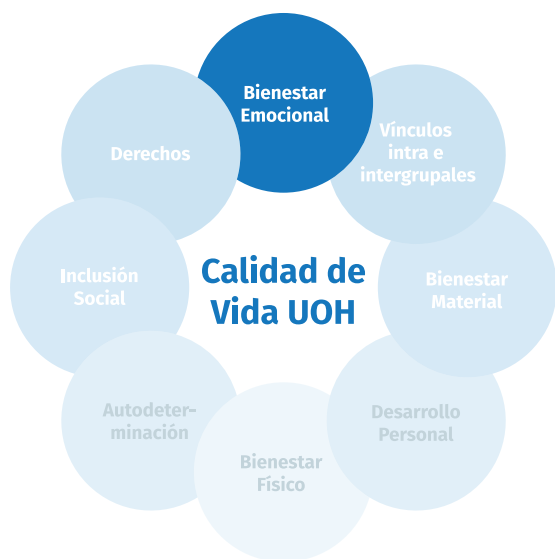 Bienestar
Emocional
Vínculos
intra e
intergrupales
Bienestar
Material
Desarrollo
Personal
Bienestar
Físico
Autodeter-
minación
Inclusión
Social
Derechos
Calidad de
Vida UOH